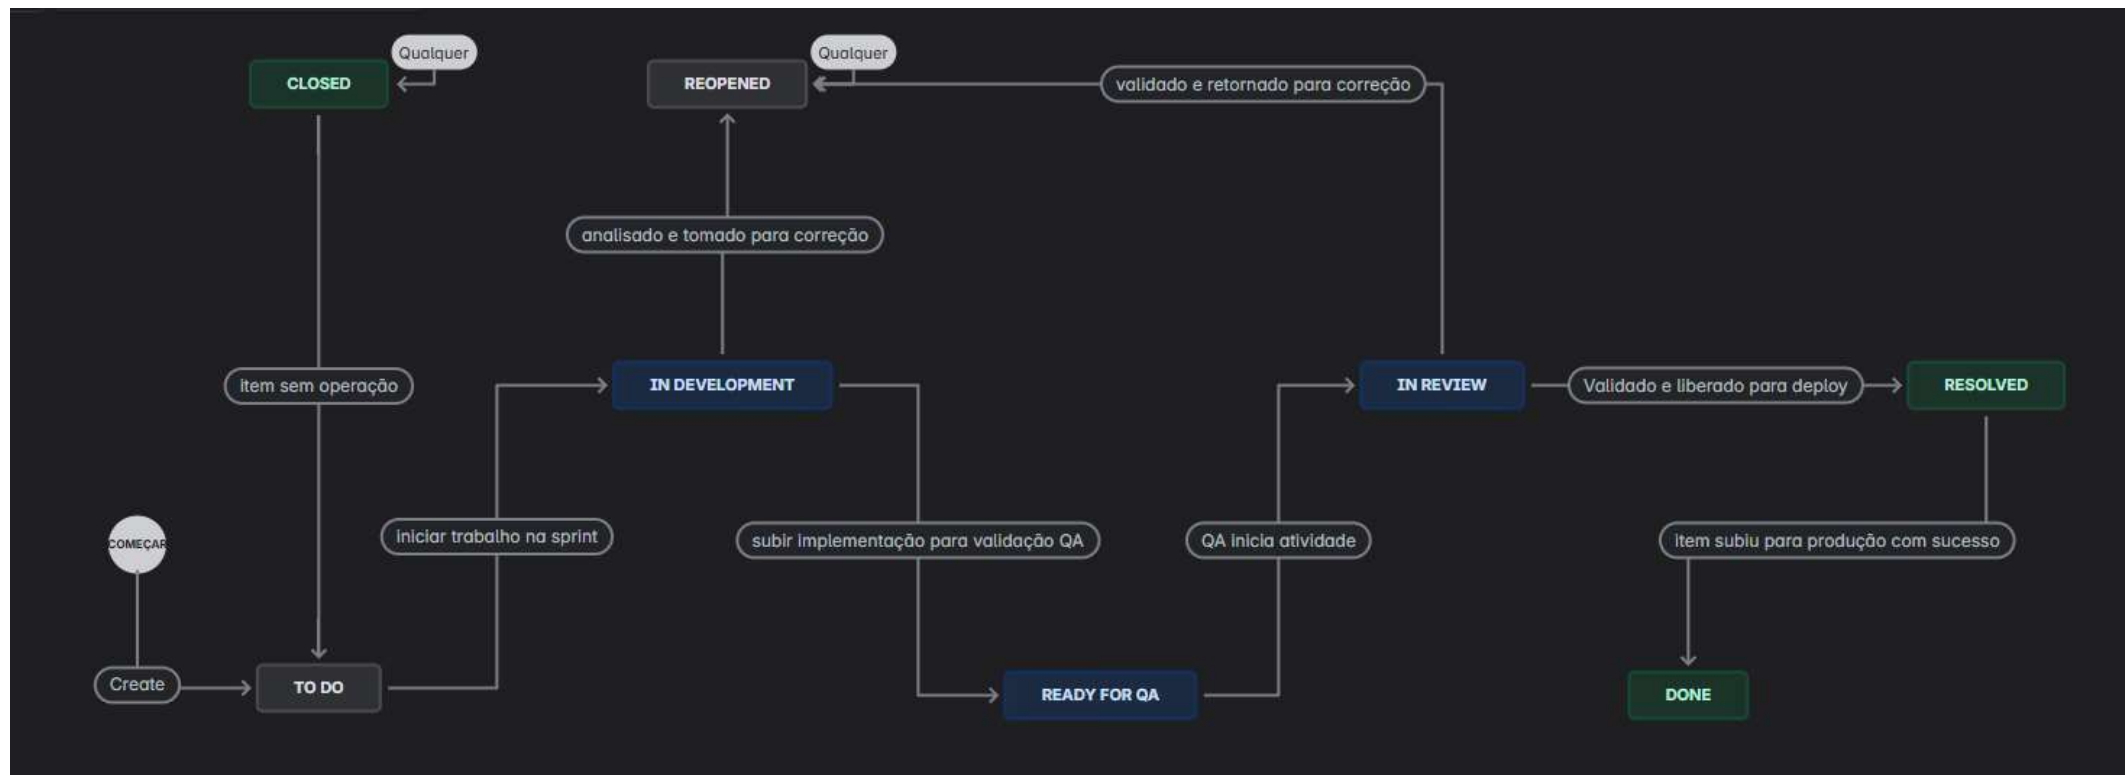 Qualquer
Qualquer
CLOSED
REOPENED
validado e retornado para correção
analisado e tomado para correção
item sem operação
IN DEVELOPMENT
IN REVIEW
Validado e liberado para deploy
RESOLVED
COMEÇAR
iniciar trabalho na sprint
subir implementação para validação QA
QA inicia atividade
item subiu para produção com sucesso
Create
TO DO
READY FOR QA
DONE